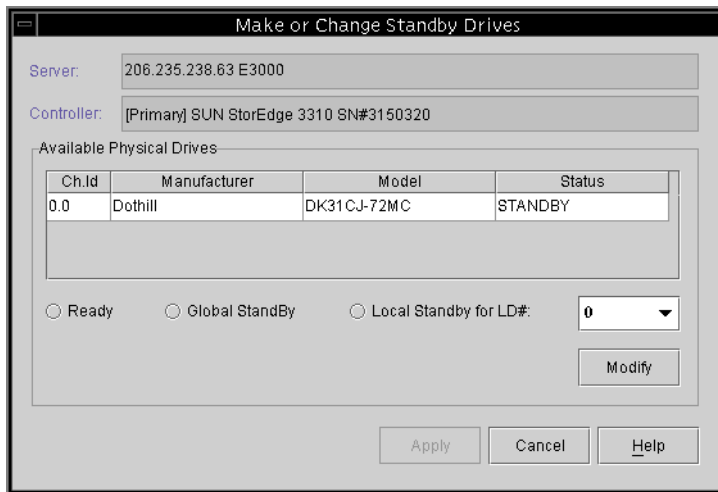 Make or Change Standby Drives
Server: 206.235.238.63 E3000
Controller: [Primary] SUN StorEdge 3310 SN#3150320
Available Physical Drives
Ch.Id Manufacturer Model Status
0.0 Dothill DK31CJ-72MC STANDBY
Ready Global StandBy Local Standby for LD#: 0
Modify
Apply Cancel Help